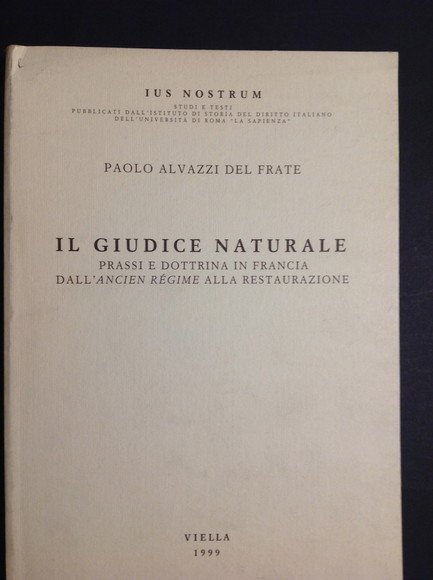 IUS NOSTRUM
STUDI E TESTI
PUBBLICATI DALL'ISTITUTO DI STORIA DEL DIRITTO ITALIANO
DELL'UNIVERSITÀ DI ROMA "LA SAPIENZA"
PAOLO ALVAZZI DEL FRATE
IL GIUDICE NATURALE
PRASSI E DOTTRINA IN FRANCIA
DALL'ANCIEN RÉGIME ALLA RESTAURAZIONE
VIELLA
1999